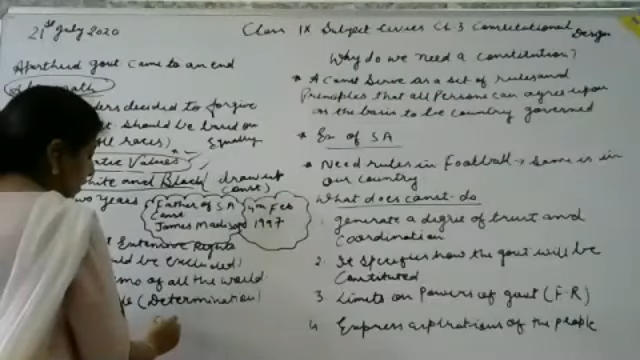 21st July 2020
Class IX Subject Civics Ch 3 Constitutional Design
Apartheid govt came to an end
decided to forgive
should be based on
all races) Equality
Values
White and Black drawn up
(const)
two years
Father of SA
Const
James Madison
4th Feb
1997
Extensive Rights
be excluded
of all the world
(Determination)
Why do we need a constitution?
* A Const Serve as a set of rules and
Principles that all Persons can agree upon
as the basis to be country governed
* Ex of SA
* Need rules in Football → Same is in
our country
What does const. do
1. generate a degree of trust and
coordination
2. It specifies how the govt will be
Constituted
3 Limits on Powers of govt (F.R)
4 Express aspirations of the people